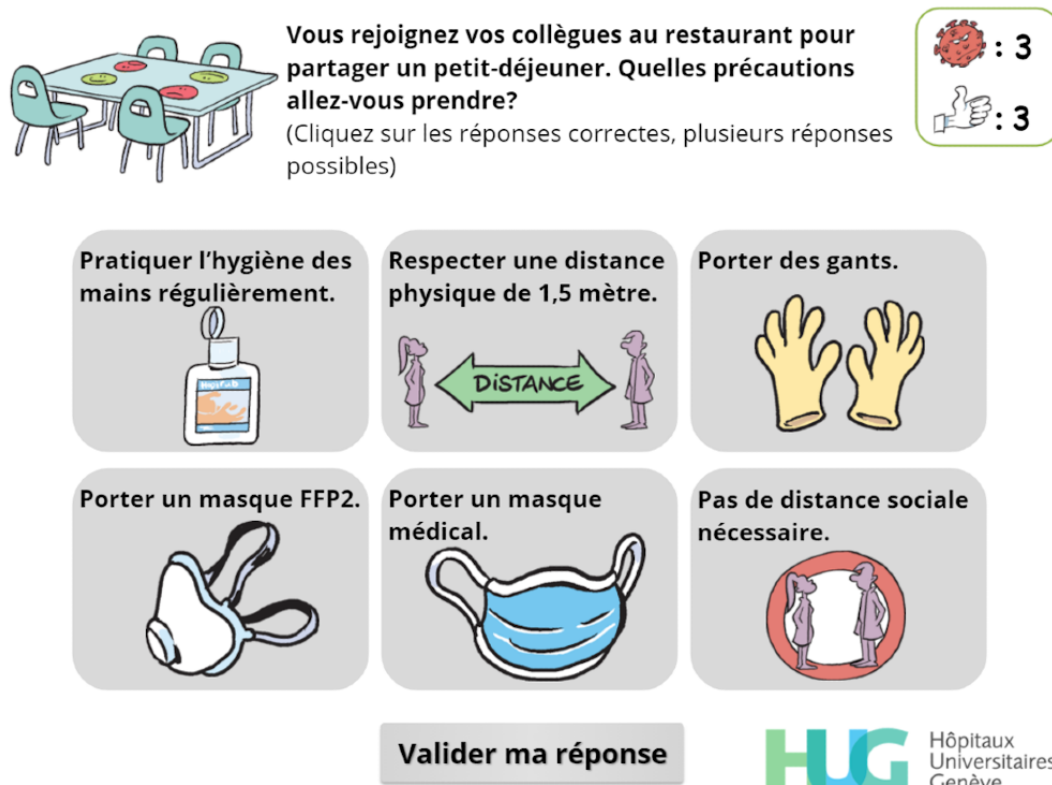 Vous rejoignez vos collègues au restaurant pour
partager un petit-déjeuner. Quelles précautions
allez-vous prendre?
(Cliquez sur les réponses correctes, plusieurs réponses
possibles)
: 3
: 3
Pratiquer l'hygiène des
mains régulièrement.
Respecter une distance
physique de 1,5 mètre.
DiSTANCE
Porter des gants.
Porter un masque FFP2.
Porter un masque
médical.
Pas de distance sociale
nécessaire.
Valider ma réponse
HUG
Hôpitaux
Universitaires
Genève